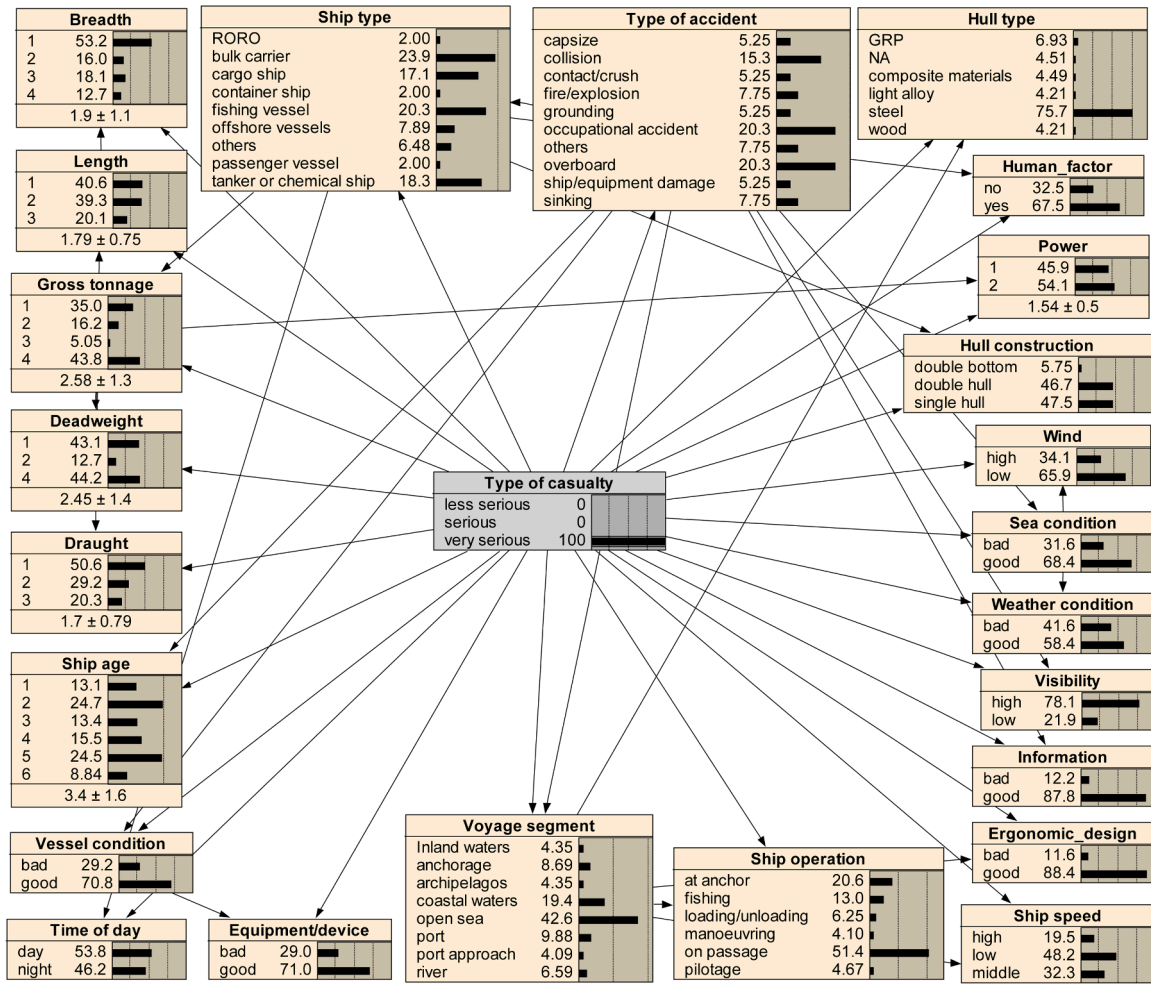 Breadth
1 53.2
2 16.0
3 18.1
4 12.7
1.9 ± 1.1
Length
1 40.6
2 39.3
3 20.1
1.79 ± 0.75
Gross tonnage
1 35.0
2 16.2
3 5.05
4 43.8
2.58 ± 1.3
Deadweight
1 43.1
2 12.7
4 44.2
2.45 ± 1.4
Draught
1 50.6
2 29.2
3 20.3
1.7 ± 0.79
Ship age
1 13.1
2 24.7
3 13.4
4 15.5
5 24.5
6 8.84
3.4 ± 1.6
Vessel condition
bad 29.2
good 70.8
Time of day
day 53.8
night 46.2
Equipment/device
bad 29.0
good 71.0
Ship type
RORO 2.00
bulk carrier 23.9
cargo ship 17.1
container ship 2.00
fishing vessel 20.3
offshore vessels 7.89
others 6.48
passenger vessel 2.00
tanker or chemical ship 18.3
Type of accident
capsize 5.25
collision 15.3
contact/crush 5.25
fire/explosion 7.75
grounding 5.25
occupational accident 20.3
others 7.75
overboard 20.3
ship/equipment damage 5.25
sinking 7.75
Type of casualty
less serious 0
serious 0
very serious 100
Voyage segment
Inland waters 4.35
anchorage 8.69
archipelagos 4.35
coastal waters 19.4
open sea 42.6
port 9.88
port approach 4.09
river 6.59
Ship operation
at anchor 20.6
fishing 13.0
loading/unloading 6.25
manoeuvring 4.10
on passage 51.4
pilotage 4.67
Hull type
GRP 6.93
NA 4.51
composite materials 4.49
light alloy 4.21
steel 75.7
wood 4.21
Human_factor
no 32.5
yes 67.5
Power
1 45.9
2 54.1
1.54 ± 0.5
Hull construction
double bottom 5.75
double hull 46.7
single hull 47.5
Wind
high 34.1
low 65.9
Sea condition
bad 31.6
good 68.4
Weather condition
bad 41.6
good 58.4
Visibility
high 78.1
low 21.9
Information
bad 12.2
good 87.8
Ergonomic_design
bad 11.6
good 88.4
Ship speed
high 19.5
low 48.2
middle 32.3